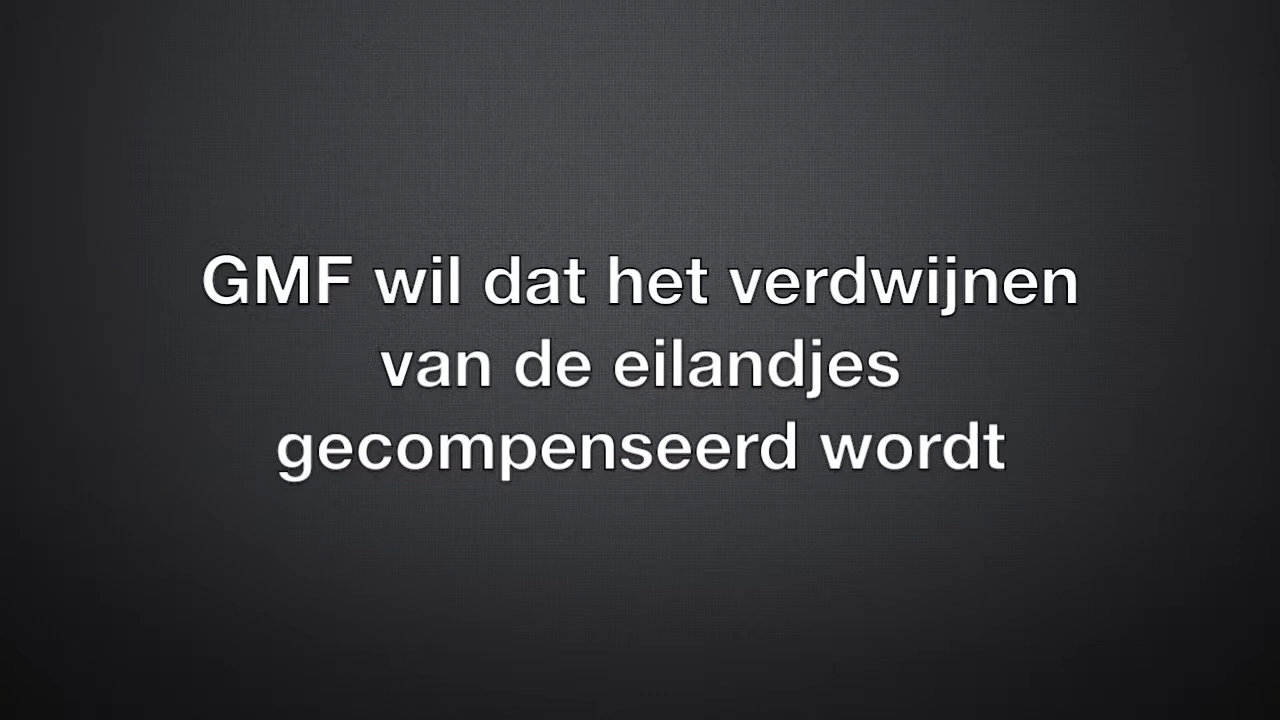 GMF wil dat het verdwijnen
van de eilandjes
gecompenseerd wordt